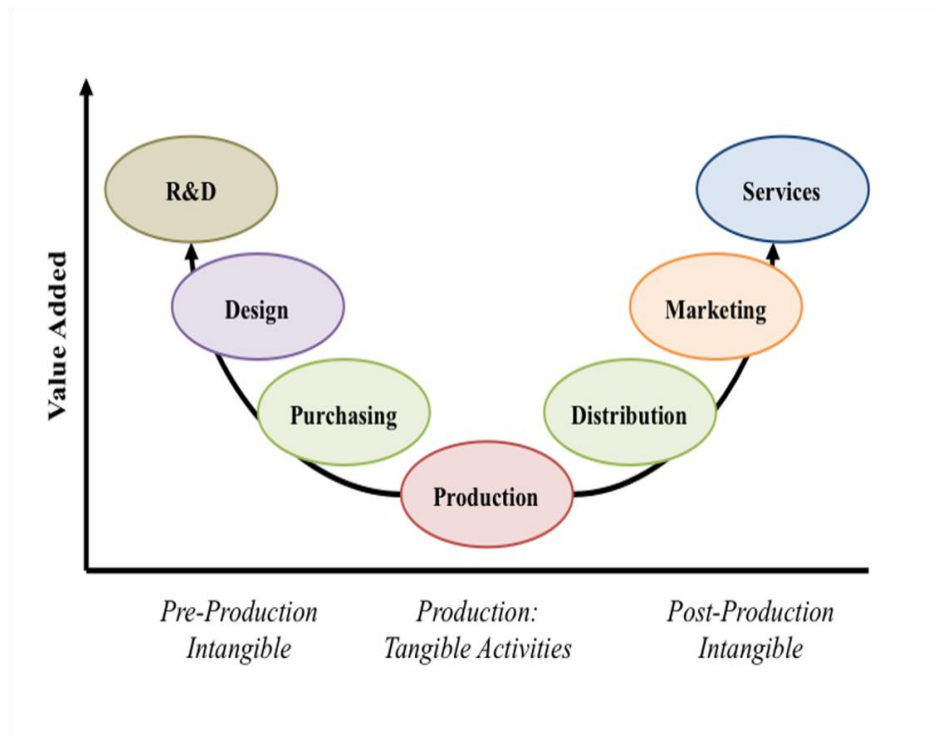 Value Added
R&D
Services
Design
Marketing
Purchasing
Distribution
Production
Pre-Production
Intangible
Production:
Tangible Activities
Post-Production
Intangible